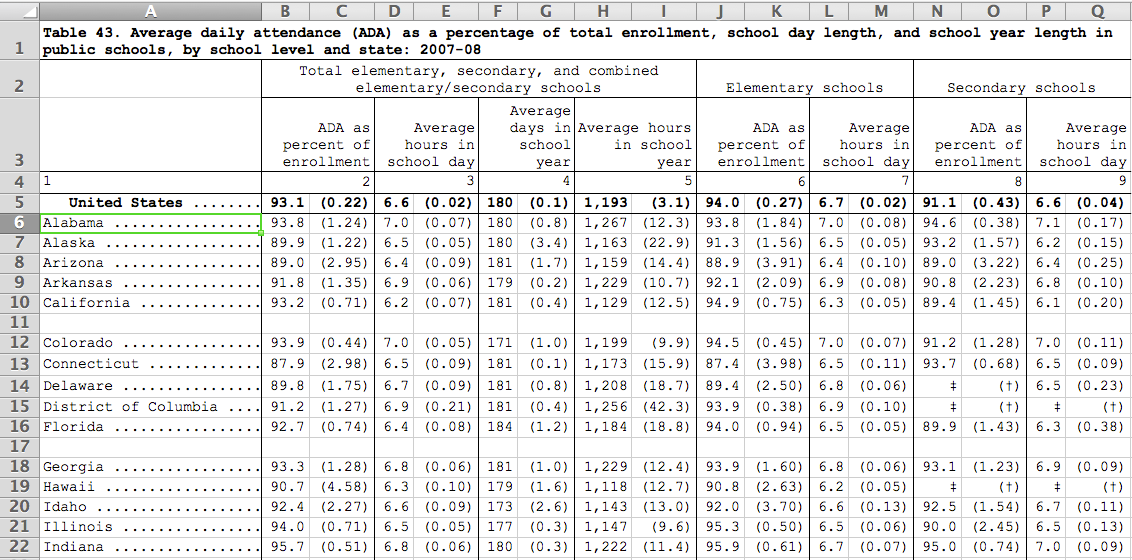 A B C D E F G H I J K L M N O P Q
1 Table 43. Average daily attendance (ADA) as a percentage of total enrollment, school day length, and school year length in
public schools, by school level and state: 2007-08
2 Total elementary, secondary, and combined
elementary/secondary schools Elementary schools Secondary schools
Average
ADA as Average days in Average hours ADA as Average ADA as Average
percent of hours in school in school percent of hours in percent of hours in
3 enrollment school day year year enrollment school day enrollment school day
4 1 2 3 4 5 6 7 8 9
5 United States ........ 93.1 (0.22) 6.6 (0.02) 180 (0.1) 1,193 (3.1) 94.0 (0.27) 6.7 (0.02) 91.1 (0.43) 6.6 (0.04)
6 Alabama ................ 93.8 (1.24) 7.0 (0.07) 180 (0.8) 1,267 (12.3) 93.8 (1.84) 7.0 (0.08) 94.6 (0.38) 7.1 (0.17)
7 Alaska ................. 89.9 (1.22) 6.5 (0.05) 180 (3.4) 1,163 (22.9) 91.3 (1.56) 6.5 (0.05) 93.2 (1.57) 6.2 (0.15)
8 Arizona ................ 89.0 (2.95) 6.4 (0.09) 181 (1.7) 1,159 (14.4) 88.9 (3.91) 6.4 (0.10) 89.0 (3.22) 6.4 (0.25)
9 Arkansas ............... 91.8 (1.35) 6.9 (0.06) 179 (0.2) 1,229 (10.7) 92.1 (2.09) 6.9 (0.08) 90.8 (2.23) 6.8 (0.10)
10 California ............. 93.2 (0.71) 6.2 (0.07) 181 (0.4) 1,129 (12.5) 94.9 (0.75) 6.3 (0.05) 89.4 (1.45) 6.1 (0.20)
11
12 Colorado ............... 93.9 (0.44) 7.0 (0.05) 171 (1.0) 1,199 (9.9) 94.5 (0.45) 7.0 (0.07) 91.2 (1.28) 7.0 (0.11)
13 Connecticut ............ 87.9 (2.98) 6.5 (0.09) 181 (0.1) 1,173 (15.9) 87.4 (3.98) 6.5 (0.11) 93.7 (0.68) 6.5 (0.09)
14 Delaware ............... 89.8 (1.75) 6.7 (0.09) 181 (0.8) 1,208 (18.7) 89.4 (2.50) 6.8 (0.06) ‡ (†) 6.5 (0.23)
15 District of Columbia .... 91.2 (1.27) 6.9 (0.21) 181 (0.4) 1,256 (42.3) 93.9 (0.38) 6.9 (0.10) ‡ (†) ‡ (†)
16 Florida ................ 92.7 (0.74) 6.4 (0.08) 184 (1.2) 1,184 (18.8) 94.0 (0.94) 6.5 (0.05) 89.9 (1.43) 6.3 (0.38)
17
18 Georgia ................ 93.3 (1.28) 6.8 (0.06) 181 (1.0) 1,229 (12.4) 93.9 (1.60) 6.8 (0.06) 93.1 (1.23) 6.9 (0.09)
19 Hawaii ................. 90.7 (4.58) 6.3 (0.10) 179 (1.6) 1,118 (12.7) 90.8 (2.63) 6.2 (0.05) ‡ (†) ‡ (†)
20 Idaho .................. 92.4 (2.27) 6.6 (0.09) 173 (2.6) 1,143 (13.0) 92.0 (3.70) 6.6 (0.13) 92.5 (1.54) 6.7 (0.11)
21 Illinois ............... 94.0 (0.71) 6.5 (0.05) 177 (0.3) 1,147 (9.6) 95.3 (0.50) 6.5 (0.06) 90.0 (2.45) 6.5 (0.13)
22 Indiana ................ 95.7 (0.51) 6.8 (0.06) 180 (0.3) 1,222 (11.4) 95.9 (0.61) 6.7 (0.07) 95.0 (0.74) 7.0 (0.09)